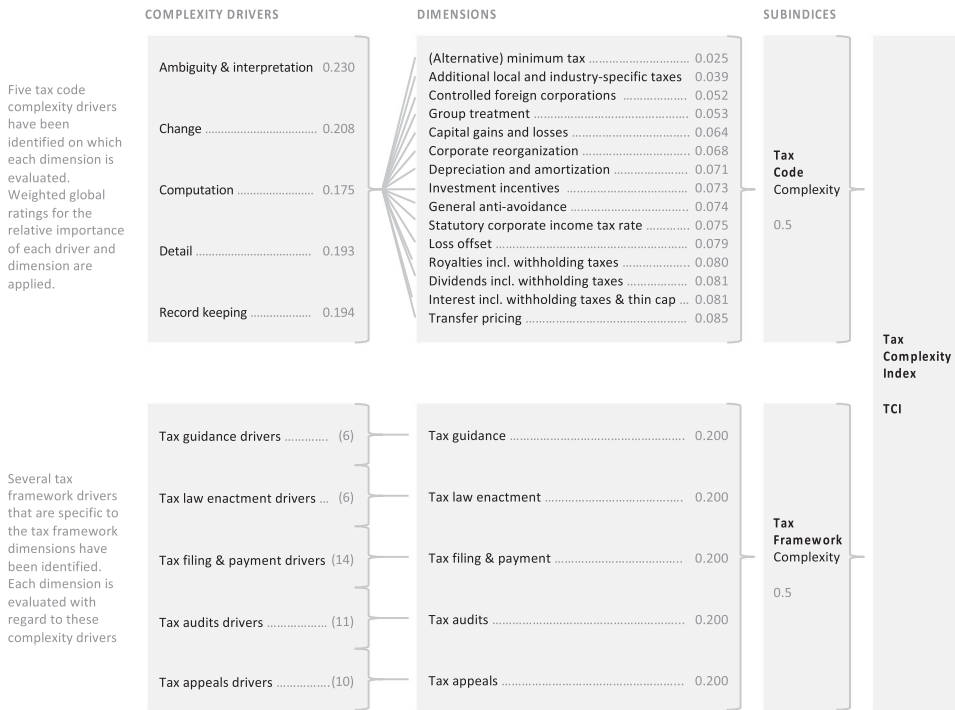 COMPLEXITY DRIVERS
DIMENSIONS
SUBINDICES
Five tax code
complexity drivers
have been
identified on which
each dimension is
evaluated.
Weighted global
ratings for the
relative importance
of each driver and
dimension are
applied.
Ambiguity & interpretation 0.230
Change ................................ 0.208
Computation ........................ 0.175
Detail ................................. 0.193
Record keeping ................. 0.194
(Alternative) minimum tax ............................ 0.025
Additional local and industry-specific taxes 0.039
Controlled foreign corporations .................. 0.052
Group treatment .......................................... 0.053
Capital gains and losses ................................ 0.064
Corporate reorganization ............................. 0.068
Depreciation and amortization ..................... 0.071
Investment incentives .................................. 0.073
General anti-avoidance ................................ 0.074
Statutory corporate income tax rate ............. 0.075
Loss offset .................................................... 0.079
Royalties incl. withholding taxes .................. 0.080
Dividends incl. withholding taxes ................. 0.081
Interest incl. withholding taxes & thin cap ... 0.081
Transfer pricing ............................................ 0.085
Tax
Code
Complexity
0.5
Tax
Complexity
Index
TCI
Several tax
framework drivers
that are specific to
the tax framework
dimensions have
been identified.
Each dimension is
evaluated with
regard to these
complexity drivers
Tax guidance drivers ............ (6)
Tax law enactment drivers ... (6)
Tax filing & payment drivers (14)
Tax audits drivers ................. (11)
Tax appeals drivers ...............(10)
Tax guidance ................................................ 0.200
Tax law enactment ....................................... 0.200
Tax filing & payment ................................... 0.200
Tax audits ..................................................... 0.200
Tax appeals .................................................. 0.200
Tax
Framework
Complexity
0.5